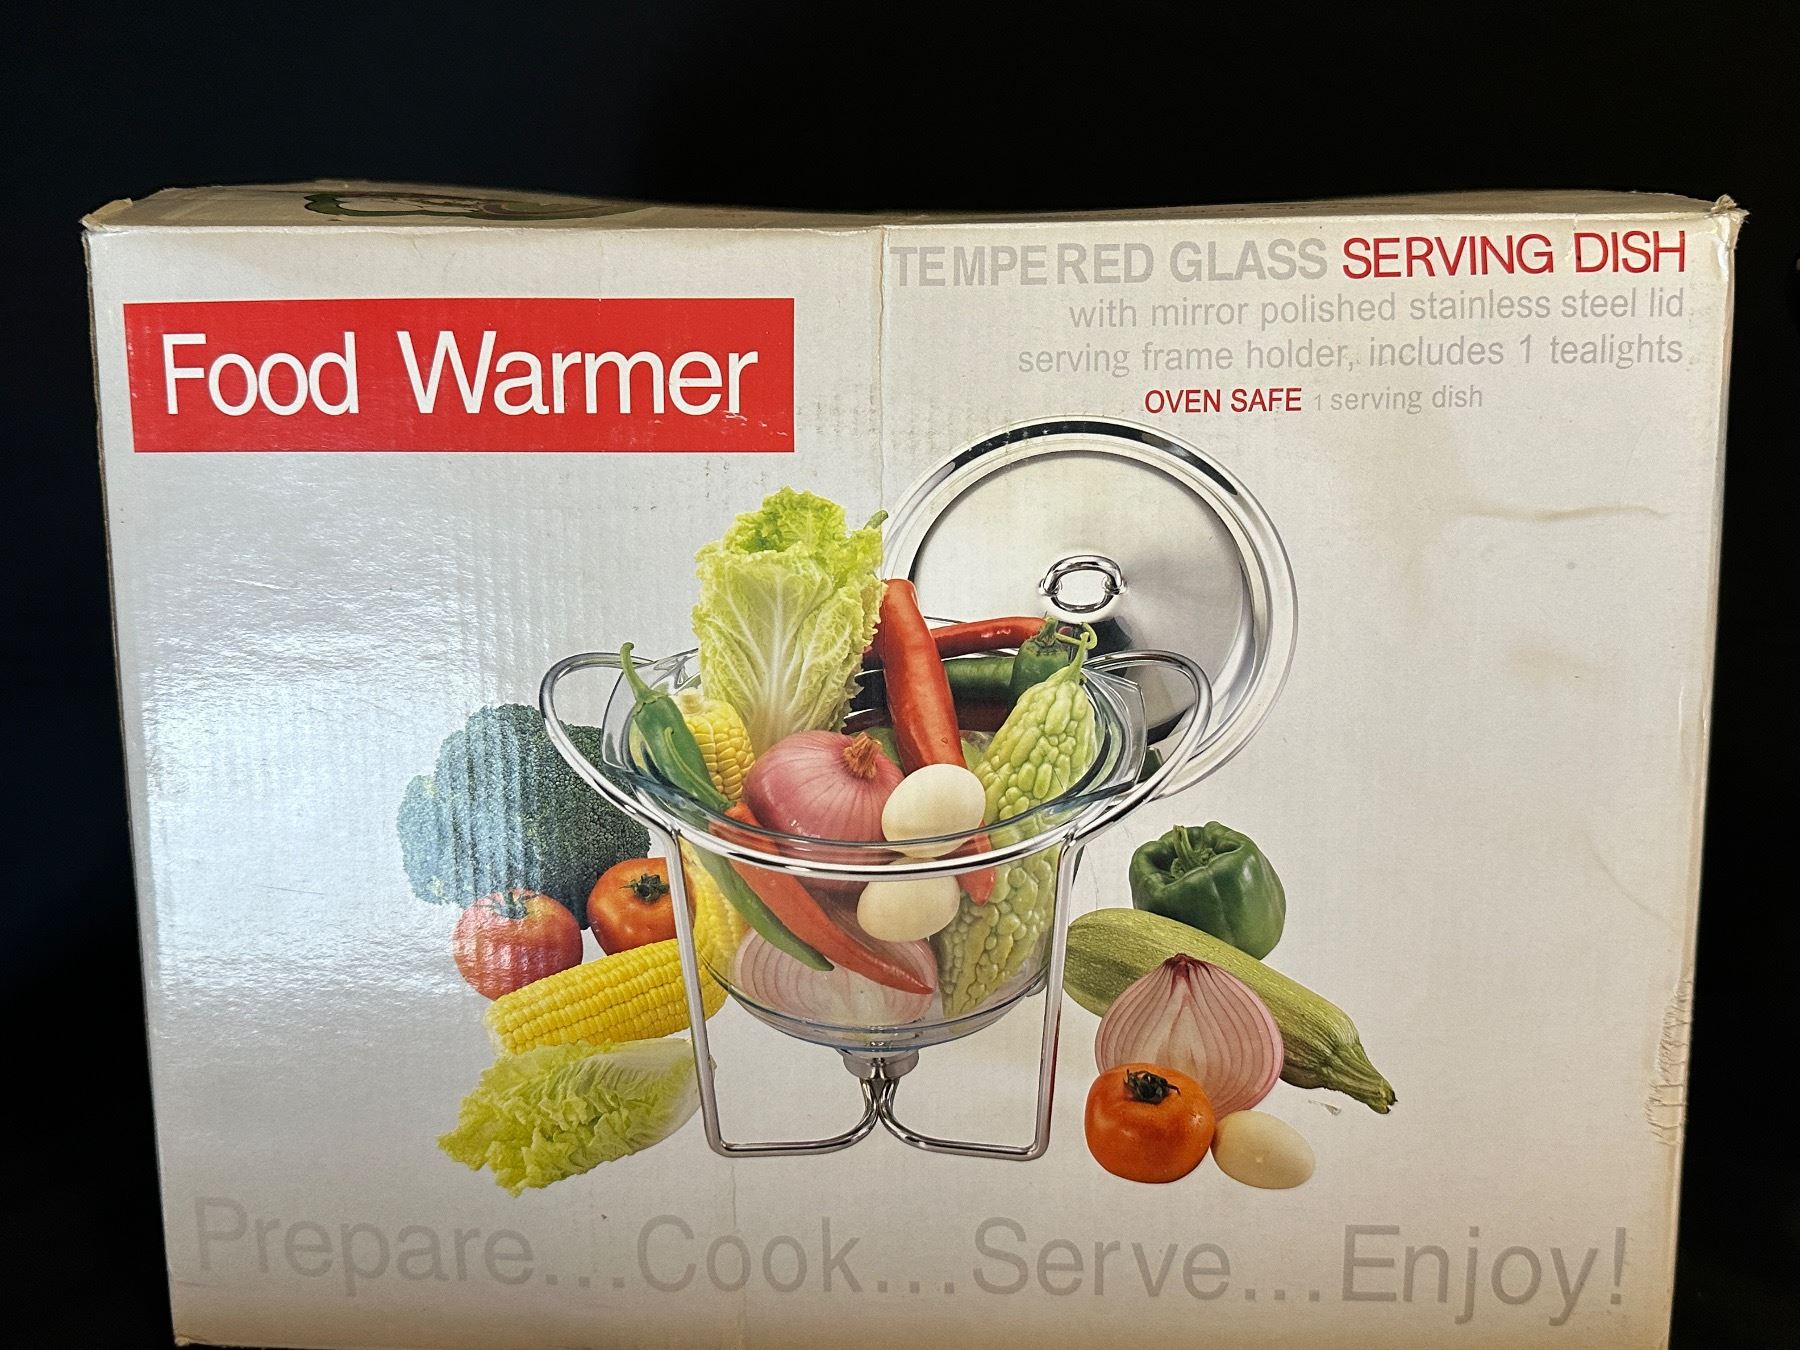 Food Warmer
TEMPERED GLASS SERVING DISH
with mirror polished stainless steel lid
serving frame holder, includes 1 tealights
OVEN SAFE 1 serving dish
Prepare...Cook...Serve...Enjoy!